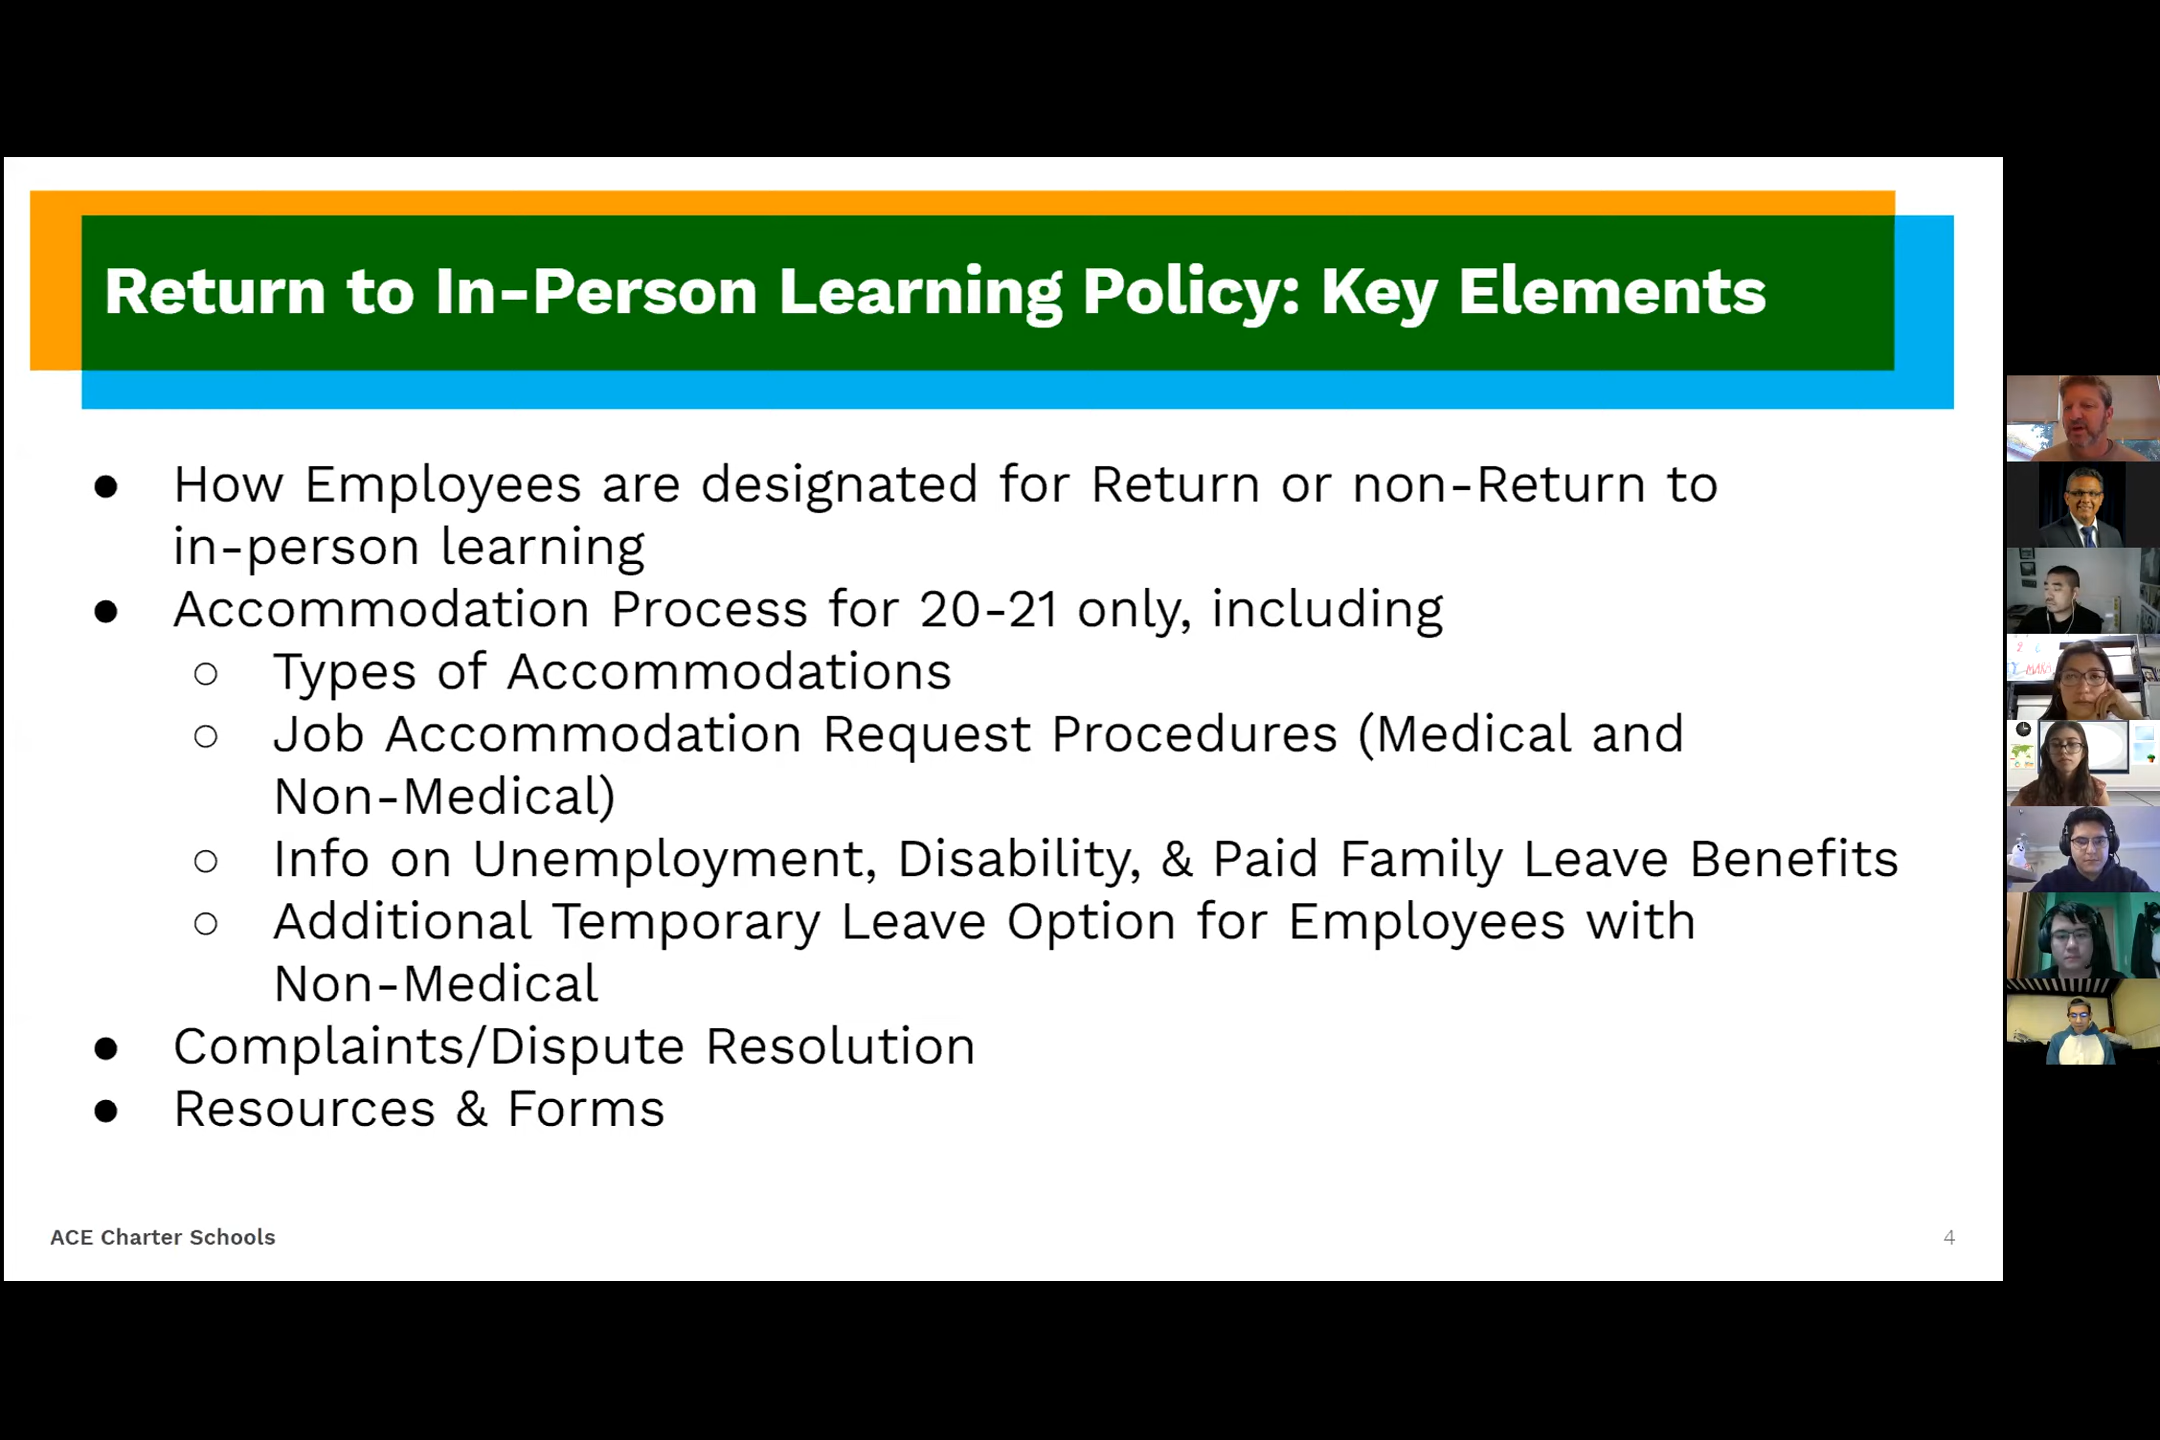 Return to In-Person Learning Policy: Key Elements
● How Employees are designated for Return or non-Return to
in-person learning
● Accommodation Process for 20-21 only, including
○ Types of Accommodations
○ Job Accommodation Request Procedures (Medical and
Non-Medical)
○ Info on Unemployment, Disability, & Paid Family Leave Benefits
○ Additional Temporary Leave Option for Employees with
Non-Medical
● Complaints/Dispute Resolution
● Resources & Forms
ACE Charter Schools
4